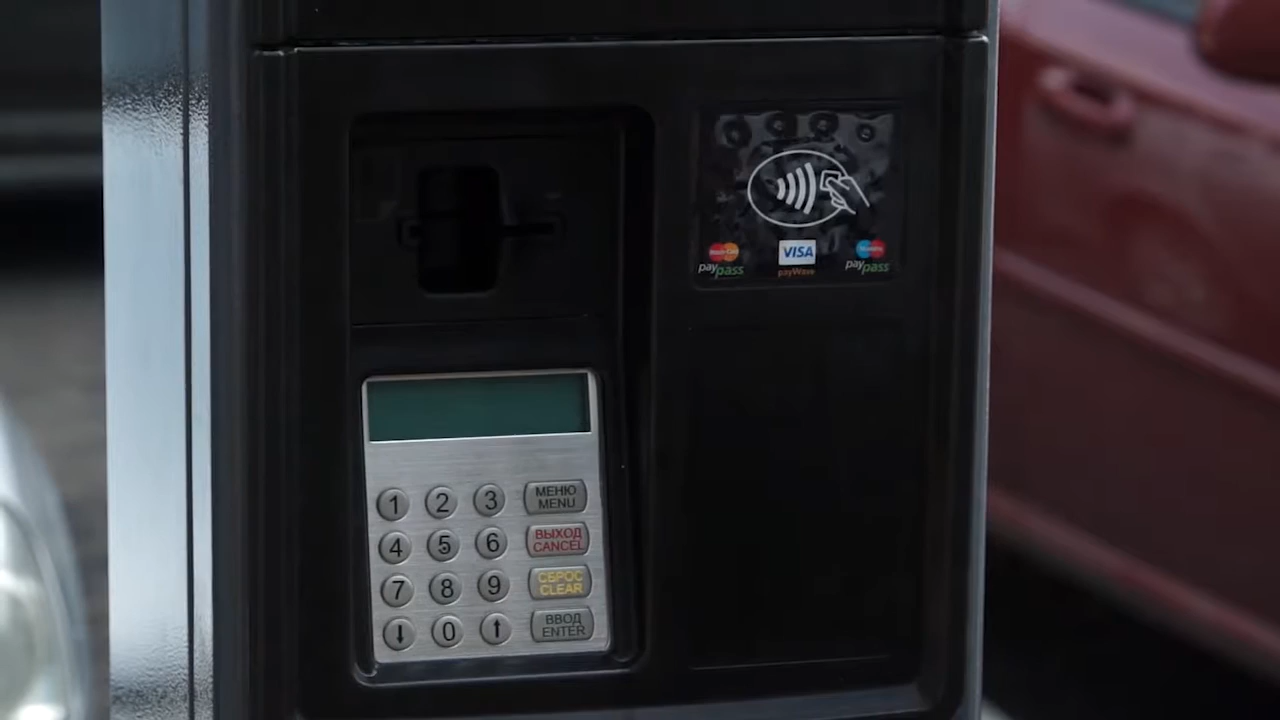 MasterCard
VISA
Maestro
paypass
payWave
paypass
1
2
3
МЕНЮ
MENU
4
5
6
ВЫХОД
CANCEL
7
8
9
СБРОС
CLEAR
0
ВВОД
ENTER